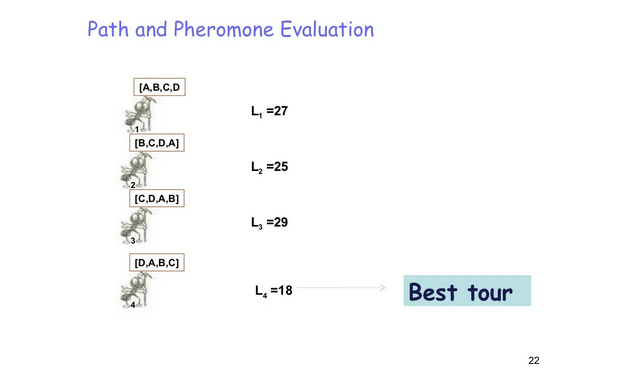 Path and Pheromone Evaluation
[A,B,C,D
1
L₁ =27
[B,C,D,A]
2
L₂ =25
[C,D,A,B]
3
L₃ =29
[D,A,B,C]
4
L₄ =18
Best tour
22